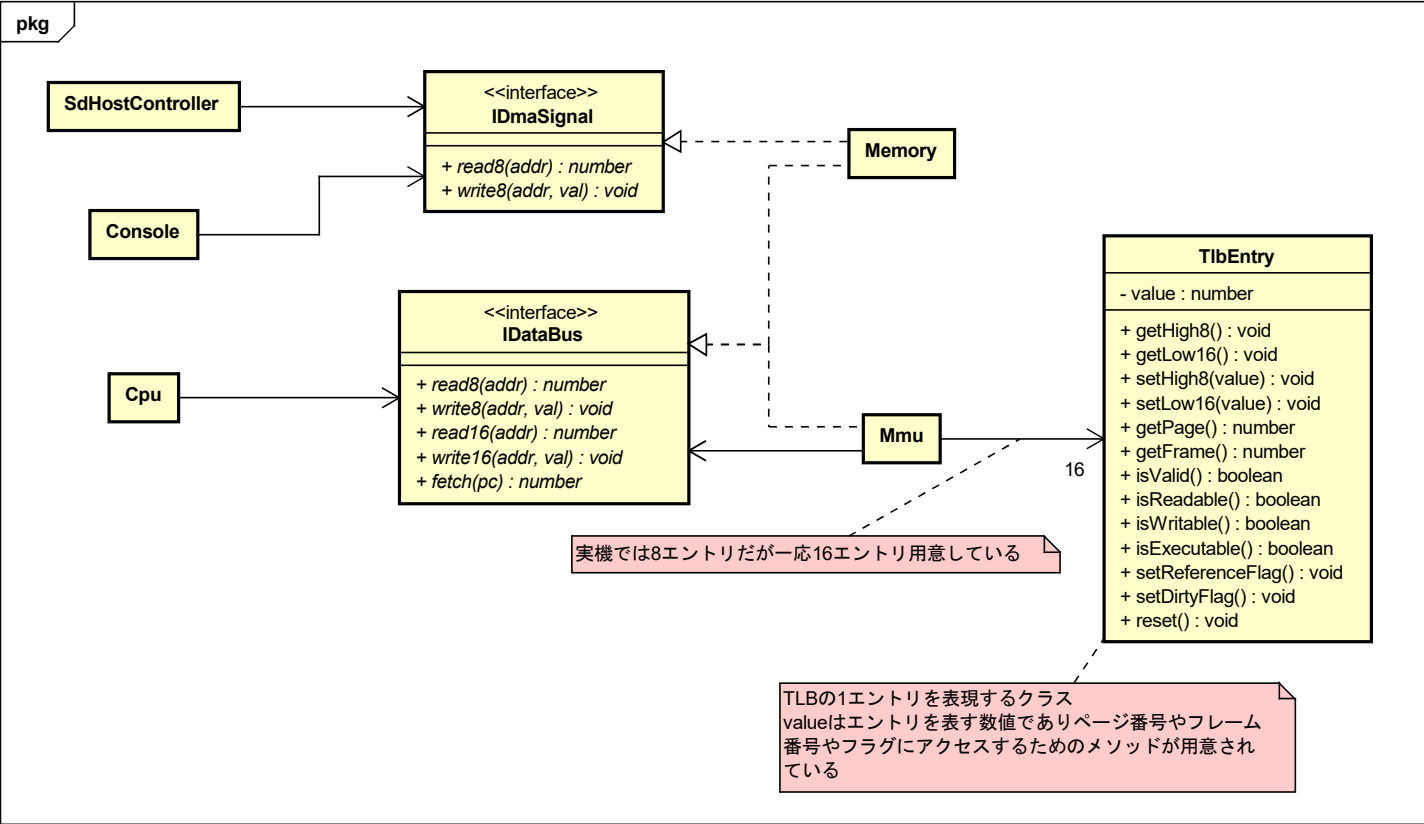 pkg
SdHostController
<<interface>>
IDmaSignal
+ read8(addr) : number
+ write8(addr, val) : void
Memory
Console
<<interface>>
IDataBus
+ read8(addr) : number
+ write8(addr, val) : void
+ read16(addr) : number
+ write16(addr, val) : void
+ fetch(pc) : number
Cpu
Mmu
16
TlbEntry
- value : number
+ getHigh8() : void
+ getLow16() : void
+ setHigh8(value) : void
+ setLow16(value) : void
+ getPage() : number
+ getFrame() : number
+ isValid() : boolean
+ isReadable() : boolean
+ isWritable() : boolean
+ isExecutable() : boolean
+ setReferenceFlag() : void
+ setDirtyFlag() : void
+ reset() : void
実機では8エントリだが一応16エントリ用意している
TLBの1エントリを表現するクラス
valueはエントリを表す数値でありページ番号やフレーム
番号やフラグにアクセスするためのメソッドが用意され
ている